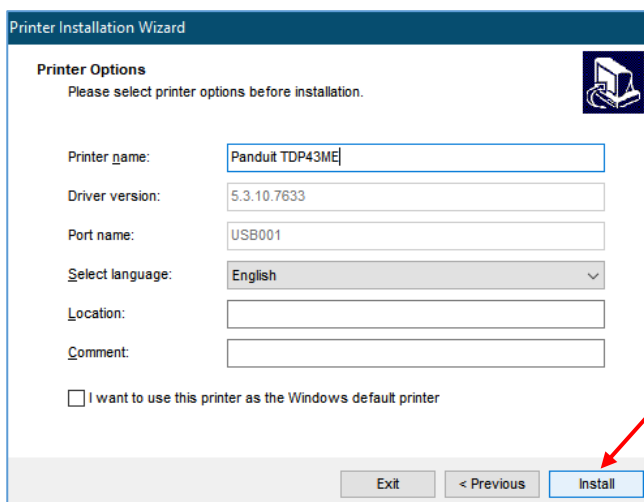 Printer Installation Wizard
Printer Options
Please select printer options before installation.
Printer name: Panduit TDP43ME
Driver version: 5.3.10.7633
Port name: USB001
Select language: English
Location:
Comment:
I want to use this printer as the Windows default printer
Exit < Previous Install